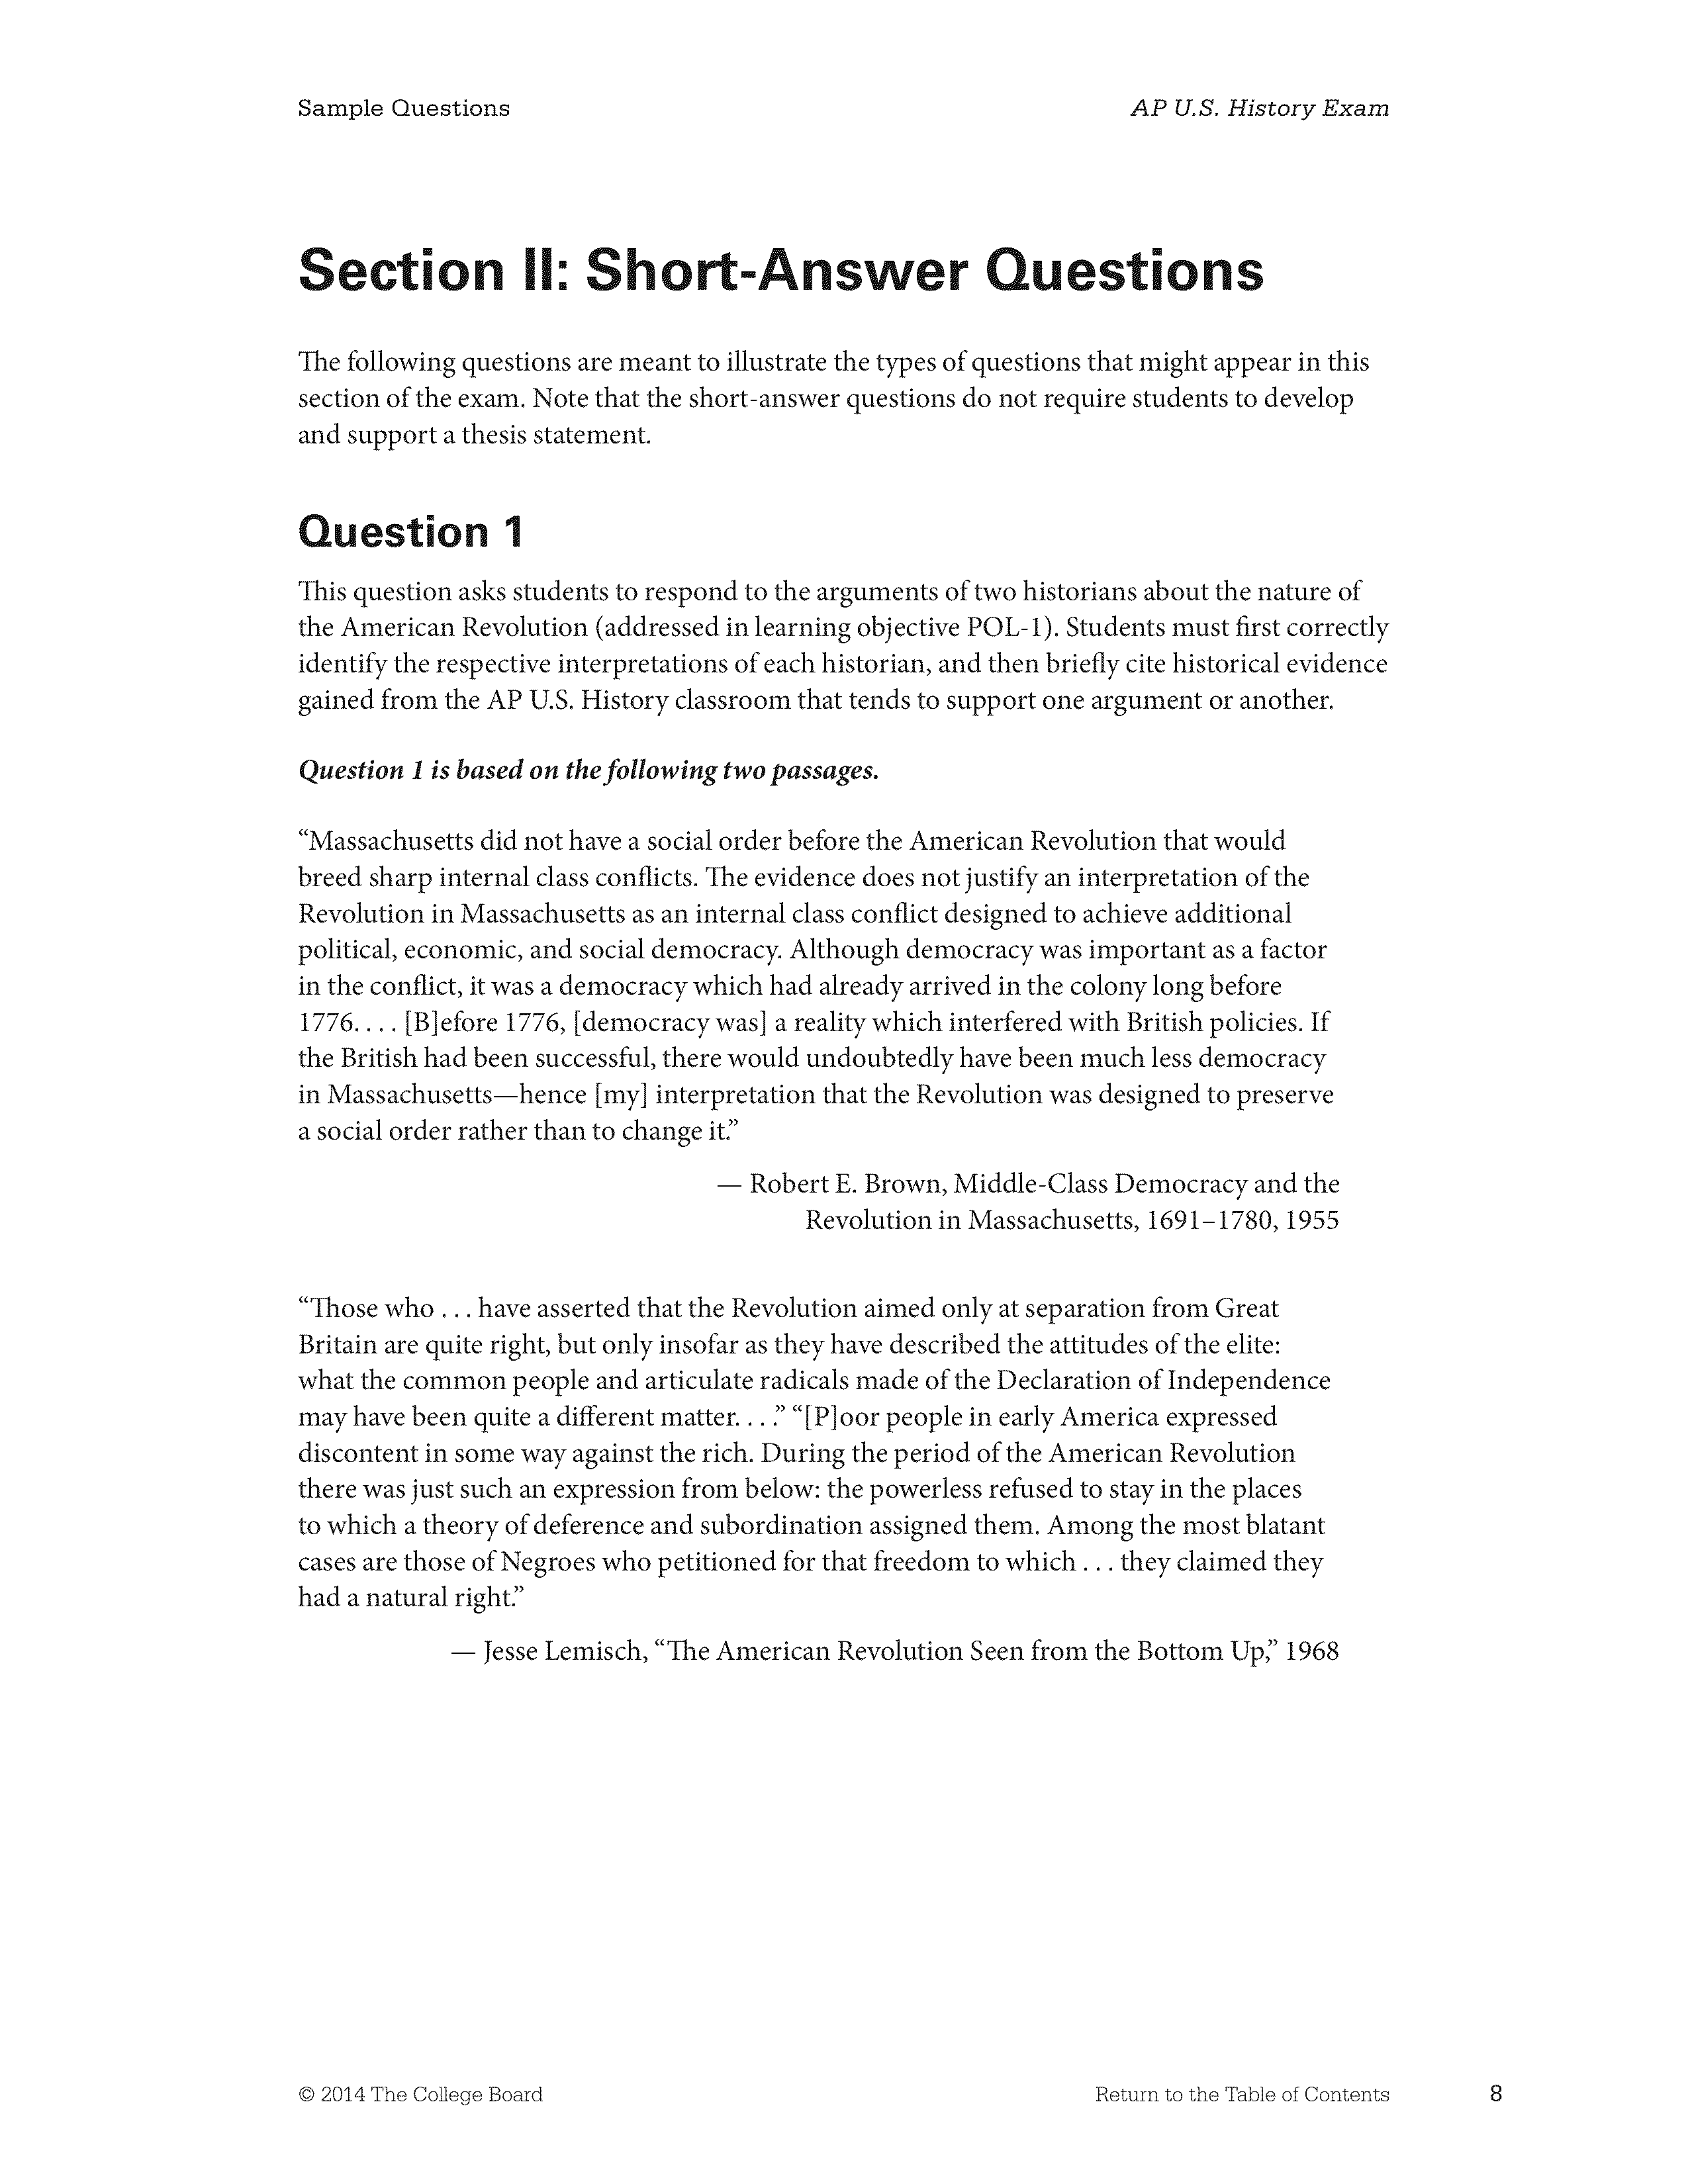 Sample Questions
AP U.S. History Exam
Section II: Short-Answer Questions
The following questions are meant to illustrate the types of questions that might appear in this
section of the exam. Note that the short-answer questions do not require students to develop
and support a thesis statement.
Question 1
This question asks students to respond to the arguments of two historians about the nature of
the American Revolution (addressed in learning objective POL-1). Students must first correctly
identify the respective interpretations of each historian, and then briefly cite historical evidence
gained from the AP U.S. History classroom that tends to support one argument or another.
Question 1 is based on the following two passages.
“Massachusetts did not have a social order before the American Revolution that would
breed sharp internal class conflicts. The evidence does not justify an interpretation of the
Revolution in Massachusetts as an internal class conflict designed to achieve additional
political, economic, and social democracy. Although democracy was important as a factor
in the conflict, it was a democracy which had already arrived in the colony long before
1776. . . . [B]efore 1776, [democracy was] a reality which interfered with British policies. If
the British had been successful, there would undoubtedly have been much less democracy
in Massachusetts—hence [my] interpretation that the Revolution was designed to preserve
a social order rather than to change it.”
— Robert E. Brown, Middle-Class Democracy and the
Revolution in Massachusetts, 1691–1780, 1955
“Those who . . . have asserted that the Revolution aimed only at separation from Great
Britain are quite right, but only insofar as they have described the attitudes of the elite:
what the common people and articulate radicals made of the Declaration of Independence
may have been quite a different matter. . . .” “[P]oor people in early America expressed
discontent in some way against the rich. During the period of the American Revolution
there was just such an expression from below: the powerless refused to stay in the places
to which a theory of deference and subordination assigned them. Among the most blatant
cases are those of Negroes who petitioned for that freedom to which . . . they claimed they
had a natural right.”
— Jesse Lemisch, “The American Revolution Seen from the Bottom Up,” 1968
© 2014 The College Board
Return to the Table of Contents
8